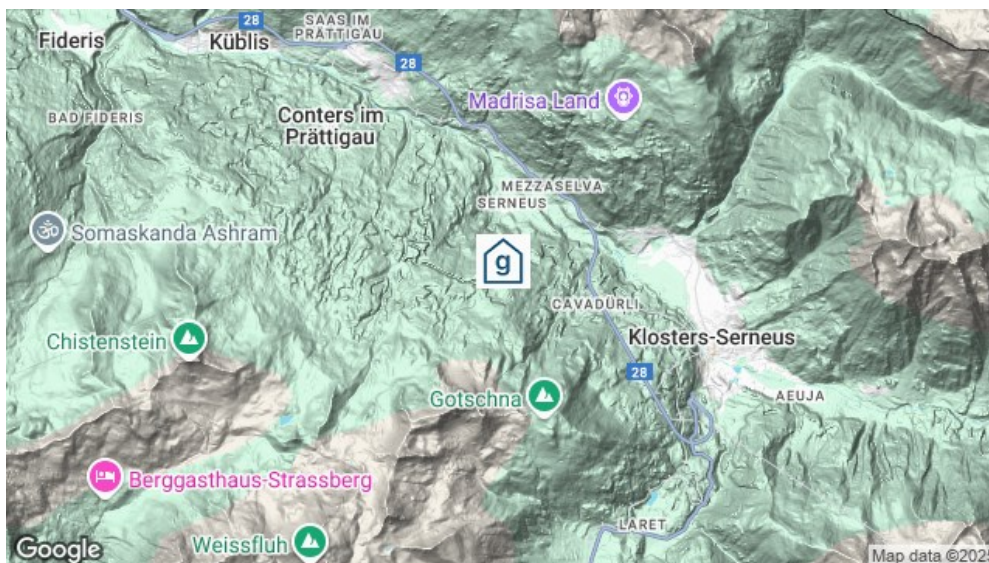 28
SAAS IM
PRÄTTIGAU
Fideris
Küblis
28
Madrisa Land
BAD FIDERIS
Conters im
Prättigau
MEZZASELVA
SERNEUS
Somaskanda Ashram
g
CAVADÜRLI
Chistenstein
Klosters-Serneus
28
Gotschna
AEUJA
Berggasthaus-Strassberg
LARET
Weissfluh
Google
Map data ©2025